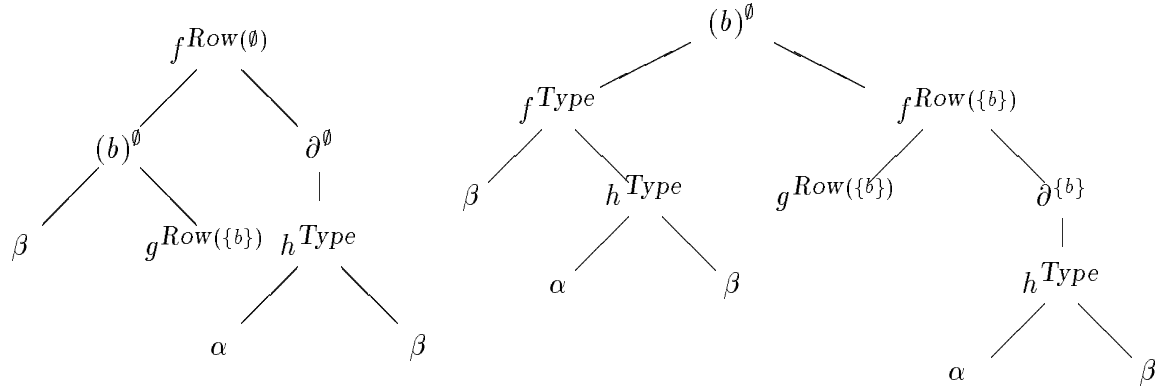 f^{Row(∅)}
(b)^∅ ∂^∅
β g^{Row({b})} h^{Type}
α β
(b)^∅
f^{Type} f^{Row({b})}
β h^{Type} g^{Row({b})} ∂^{{b}}
α β h^{Type}
α β